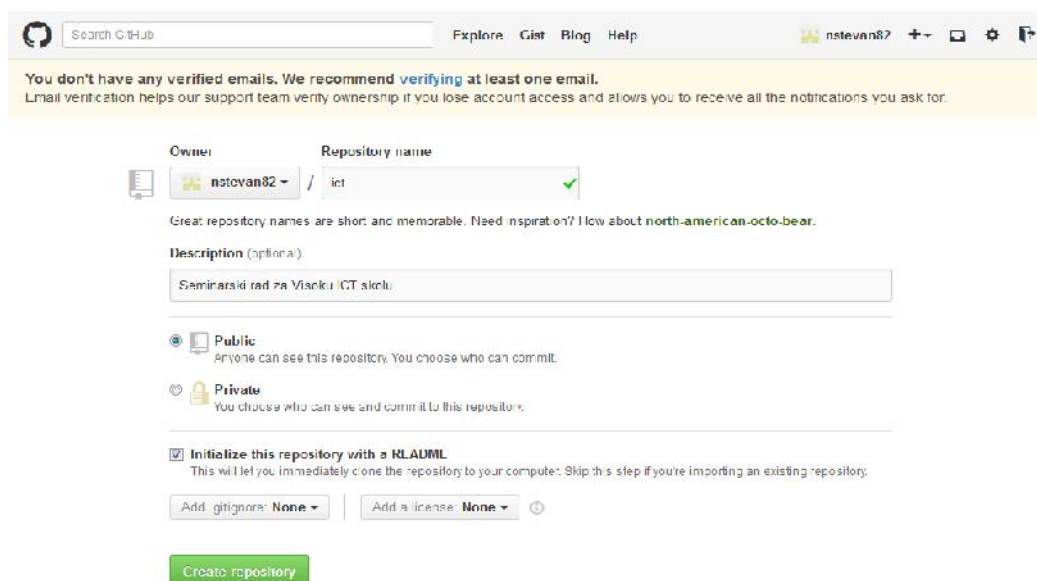 Search GitHub Explore Gist Blog Help nstevan82
You don't have any verified emails. We recommend verifying at least one email.
Email verification helps our support team verify ownership if you lose account access and allows you to receive all the notifications you ask for.
Owner Repository name
nstevan82 / ict
Great repository names are short and memorable. Need inspiration? How about north-american-octo-bear.
Description (optional)
Seminarski rad za Visoku ICT skolu
Public
Anyone can see this repository. You choose who can commit.
Private
You choose who can see and commit to this repository.
Initialize this repository with a README
This will let you immediately clone the repository to your computer. Skip this step if you're importing an existing repository.
Add .gitignore: None Add a license: None
Create repository